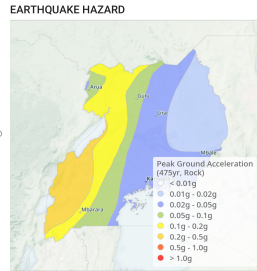 EARTHQUAKE HAZARD
Arua
Gulu
Lira
Mbale
Mbarara
Peak Ground Acceleration
(475yr, Rock)
< 0.01g
0.01g - 0.02g
0.02g - 0.05g
0.05g - 0.1g
0.1g - 0.2g
0.2g - 0.5g
0.5g - 1.0g
> 1.0g